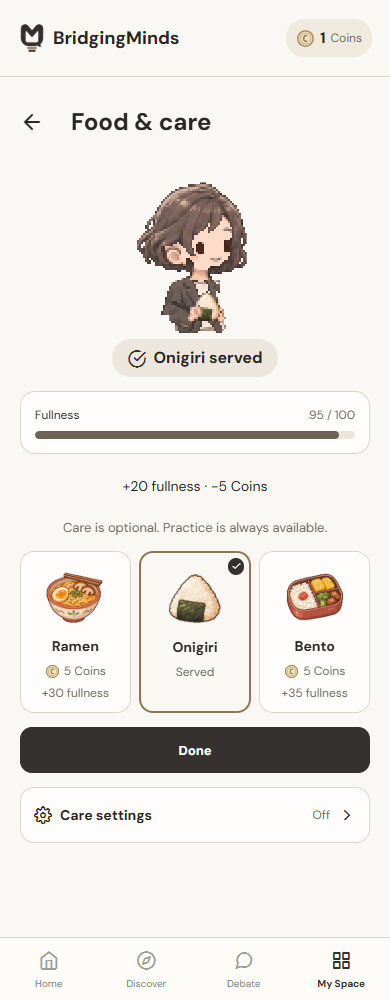 BridgingMinds
1 Coins
Food & care
Onigiri served
Fullness 95 / 100
+20 fullness · -5 Coins
Care is optional. Practice is always available.
Ramen
5 Coins
+30 fullness
Onigiri
Served
Bento
5 Coins
+35 fullness
Done
Care settings Off
Home
Discover
Debate
My Space